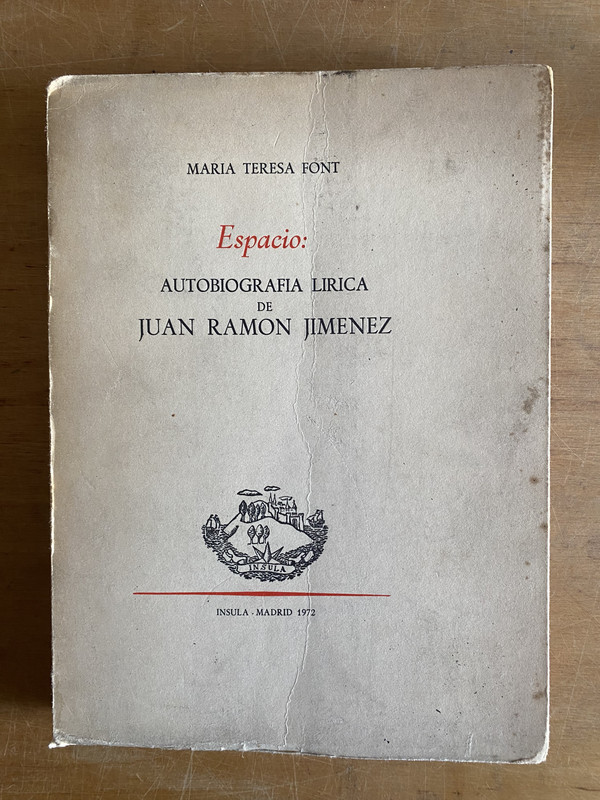 MARIA TERESA FONT
Espacio:
AUTOBIOGRAFIA LIRICA
DE
JUAN RAMON JIMENEZ
INSULA
INSULA - MADRID 1972